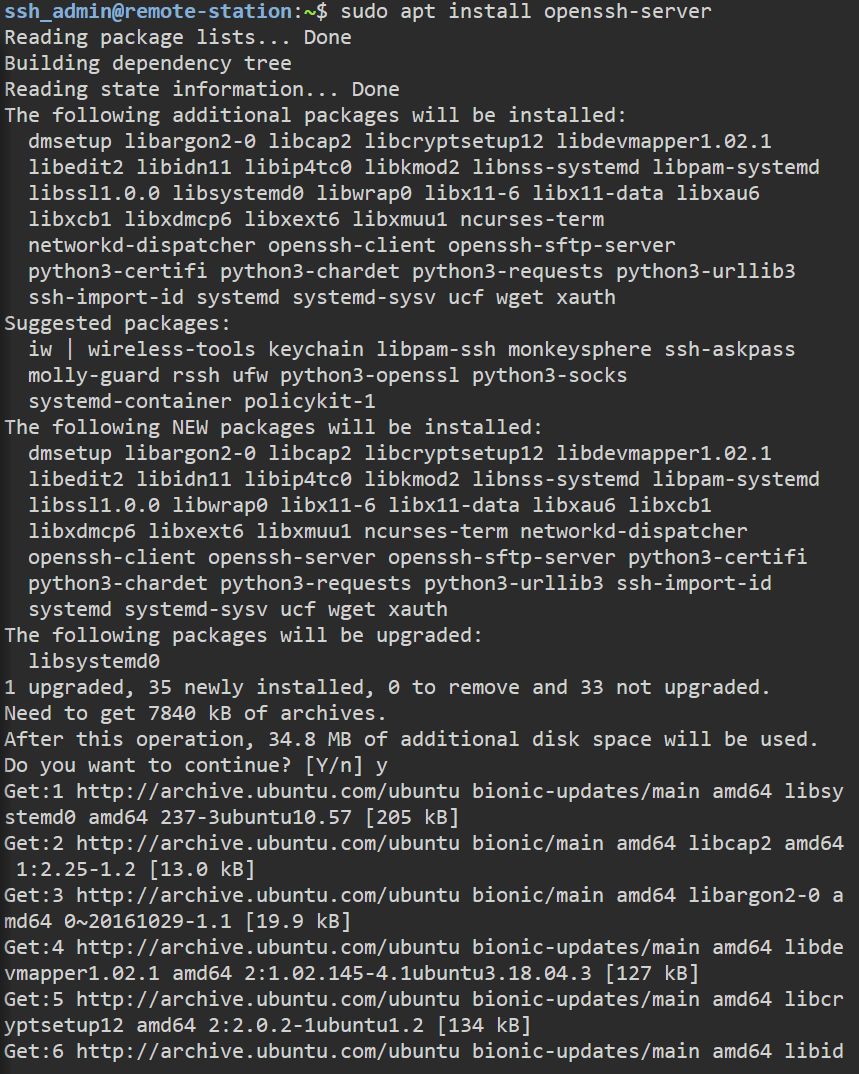 ssh_admin@remote-station:~$ sudo apt install openssh-server
Reading package lists... Done
Building dependency tree
Reading state information... Done
The following additional packages will be installed:
  dmsetup libargon2-0 libcap2 libcryptsetup12 libdevmapper1.02.1
  libedit2 libidn11 libip4tc0 libkmod2 libnss-systemd libpam-systemd
  libssl1.0.0 libsystemd0 libwrap0 libx11-6 libx11-data libxau6
  libxcb1 libxdmcp6 libxext6 libxmuu1 ncurses-term
  networkd-dispatcher openssh-client openssh-sftp-server
  python3-certifi python3-chardet python3-requests python3-urllib3
  ssh-import-id systemd systemd-sysv ucf wget xauth
Suggested packages:
  iw | wireless-tools keychain libpam-ssh monkeysphere ssh-askpass
  molly-guard rssh ufw python3-openssl python3-socks
  systemd-container policykit-1
The following NEW packages will be installed:
  dmsetup libargon2-0 libcap2 libcryptsetup12 libdevmapper1.02.1
  libedit2 libidn11 libip4tc0 libkmod2 libnss-systemd libpam-systemd
  libssl1.0.0 libwrap0 libx11-6 libx11-data libxau6 libxcb1
  libxdmcp6 libxext6 libxmuu1 ncurses-term networkd-dispatcher
  openssh-client openssh-server openssh-sftp-server python3-certifi
  python3-chardet python3-requests python3-urllib3 ssh-import-id
  systemd systemd-sysv ucf wget xauth
The following packages will be upgraded:
  libsystemd0
1 upgraded, 35 newly installed, 0 to remove and 33 not upgraded.
Need to get 7840 kB of archives.
After this operation, 34.8 MB of additional disk space will be used.
Do you want to continue? [Y/n] y
Get:1 http://archive.ubuntu.com/ubuntu bionic-updates/main amd64 libsy
stemd0 amd64 237-3ubuntu10.57 [205 kB]
Get:2 http://archive.ubuntu.com/ubuntu bionic/main amd64 libcap2 amd64
 1:2.25-1.2 [13.0 kB]
Get:3 http://archive.ubuntu.com/ubuntu bionic/main amd64 libargon2-0 a
md64 0~20161029-1.1 [19.9 kB]
Get:4 http://archive.ubuntu.com/ubuntu bionic-updates/main amd64 libde
vmapper1.02.1 amd64 2:1.02.145-4.1ubuntu3.18.04.3 [127 kB]
Get:5 http://archive.ubuntu.com/ubuntu bionic-updates/main amd64 libcr
yptsetup12 amd64 2:2.0.2-1ubuntu1.2 [134 kB]
Get:6 http://archive.ubuntu.com/ubuntu bionic-updates/main amd64 libid